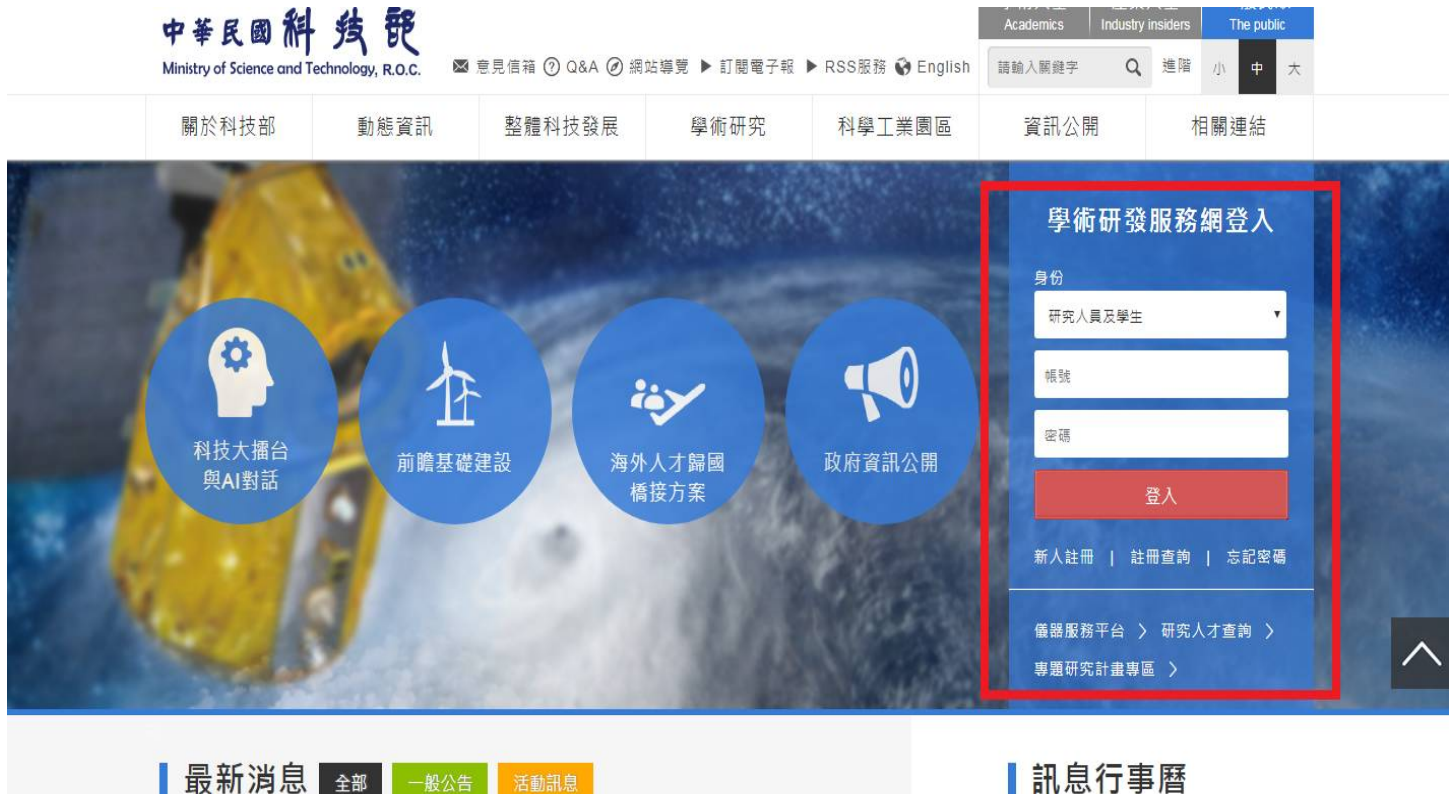 中華民國科技部
Ministry of Science and Technology, R.O.C.
Academics
Industry insiders
The public
意見信箱 Q&A 網站導覽 ▶ 訂閱電子報 ▶ RSS服務 English
請輸入關鍵字
進階
小 中 大
關於科技部 動態資訊 整體科技發展 學術研究 科學工業園區 資訊公開 相關連結
科技大擂台
與AI對話
前瞻基礎建設
海外人才歸國
橋接方案
政府資訊公開
學術研發服務網登入
身份
研究人員及學生
帳號
密碼
登入
新人註冊 | 註冊查詢 | 忘記密碼
儀器服務平台 〉 研究人才查詢 〉
專題研究計畫專區 〉
最新消息 全部 一般公告 活動訊息
訊息行事曆